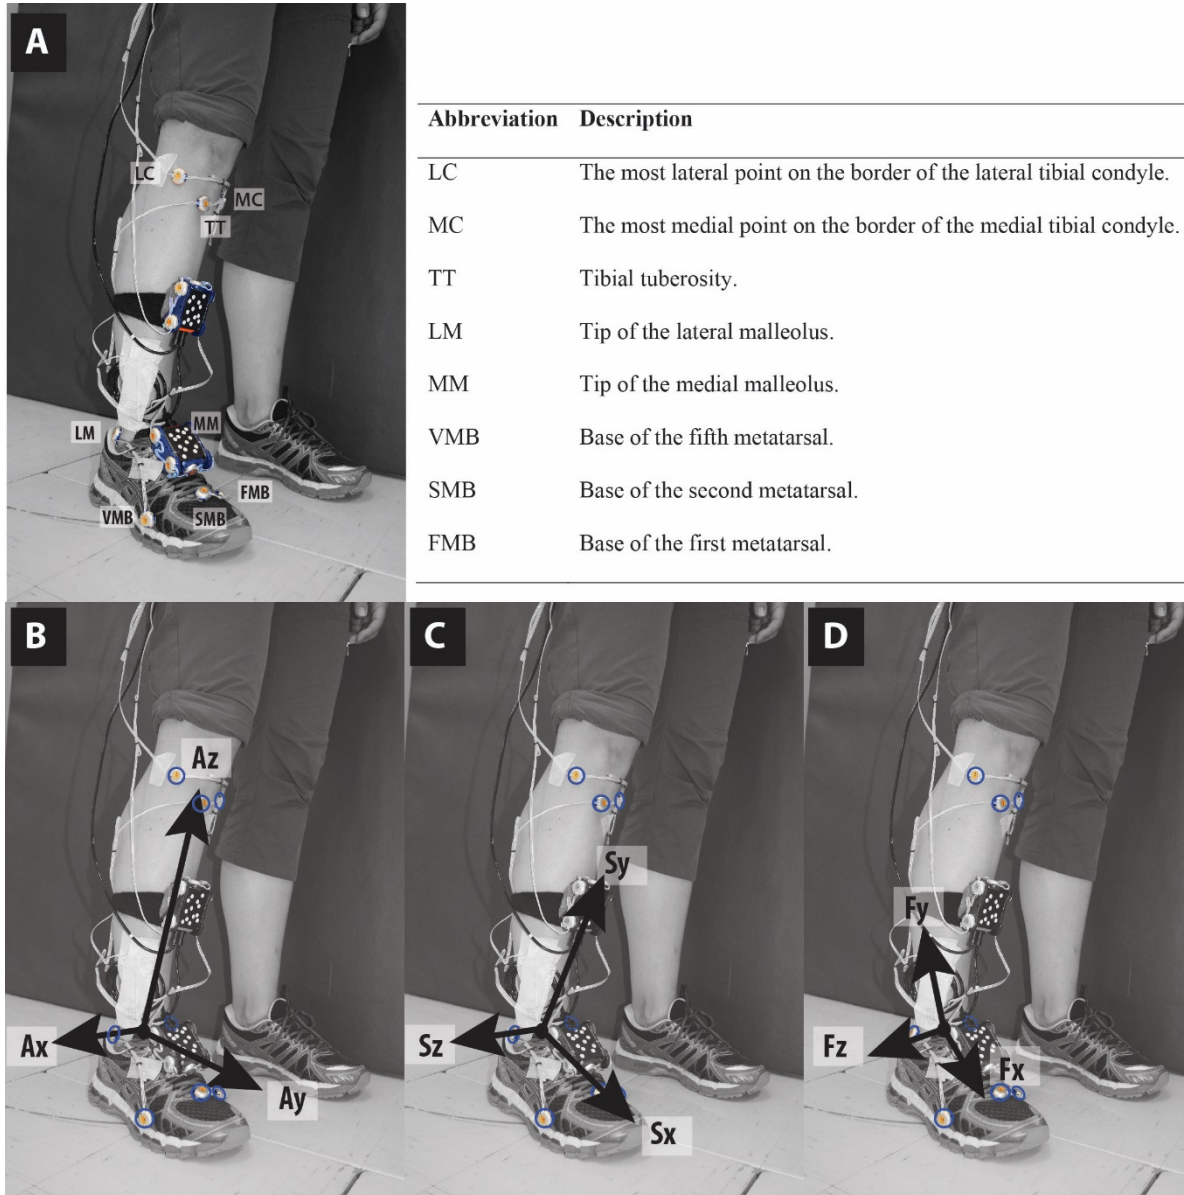 A
LC
MC
TT
LM
MM
FMB
VMB
SMB
Abbreviation Description
LC The most lateral point on the border of the lateral tibial condyle.
MC The most medial point on the border of the medial tibial condyle.
TT Tibial tuberosity.
LM Tip of the lateral malleolus.
MM Tip of the medial malleolus.
VMB Base of the fifth metatarsal.
SMB Base of the second metatarsal.
FMB Base of the first metatarsal.
B
Az
Ax
Ay
C
Sy
Sz
Sx
D
Fy
Fz
Fx